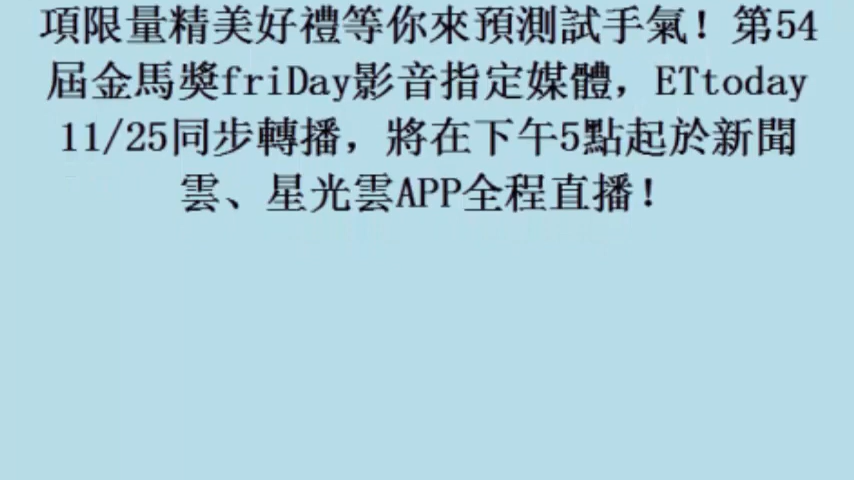 項限量精美好禮等你來預測試手氣！第54
屆金馬獎friDay影音指定媒體，ETtoday
11/25同步轉播，將在下午5點起於新聞
雲、星光雲APP全程直播！